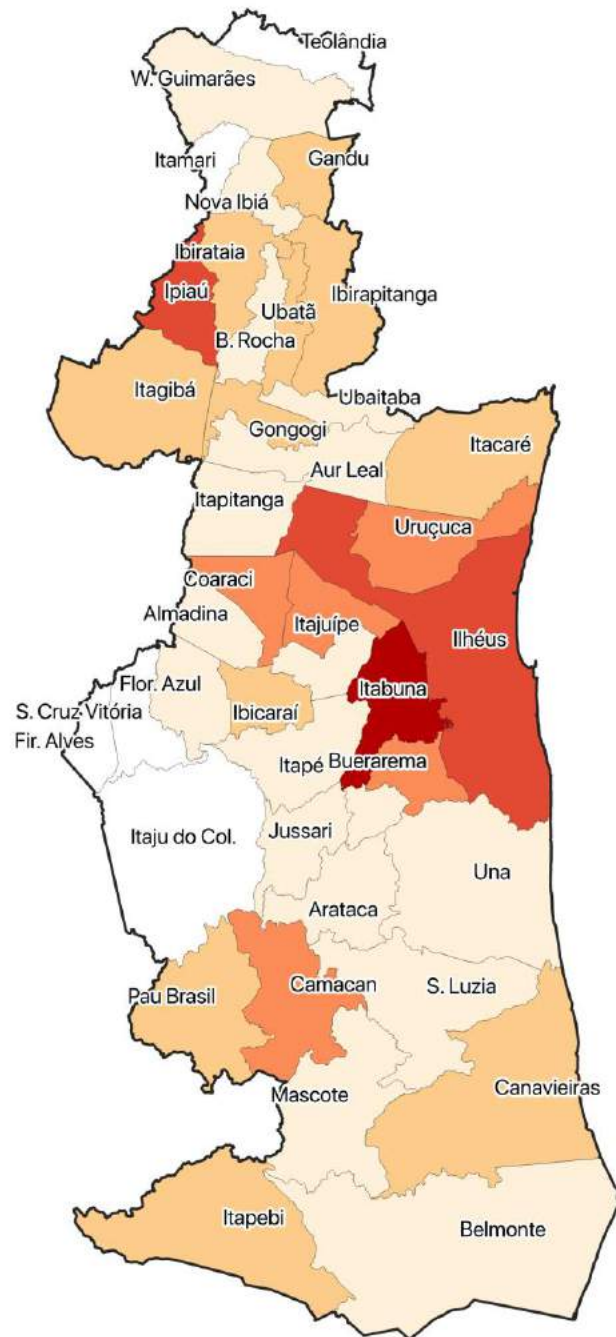 Teolândia
W. Guimarães
Itamari
Gandu
Nova Ibiá
Ibirataia
Ipiaú
Ibirapitanga
Ubatã
B. Rocha
Itagibá
Ubaitaba
Gongogi
Itacaré
Aur Leal
Itapitanga
Uruçuca
Coaraci
Almadina
Itajuípe
Ilhéus
Flor. Azul
Itabuna
S. Cruz Vitória
Ibicaraí
Fir. Alves
Itapé
Buerarema
Itaju do Col.
Jussari
Una
Arataca
Camacan
S. Luzia
Pau Brasil
Canavieiras
Mascote
Itapebi
Belmonte